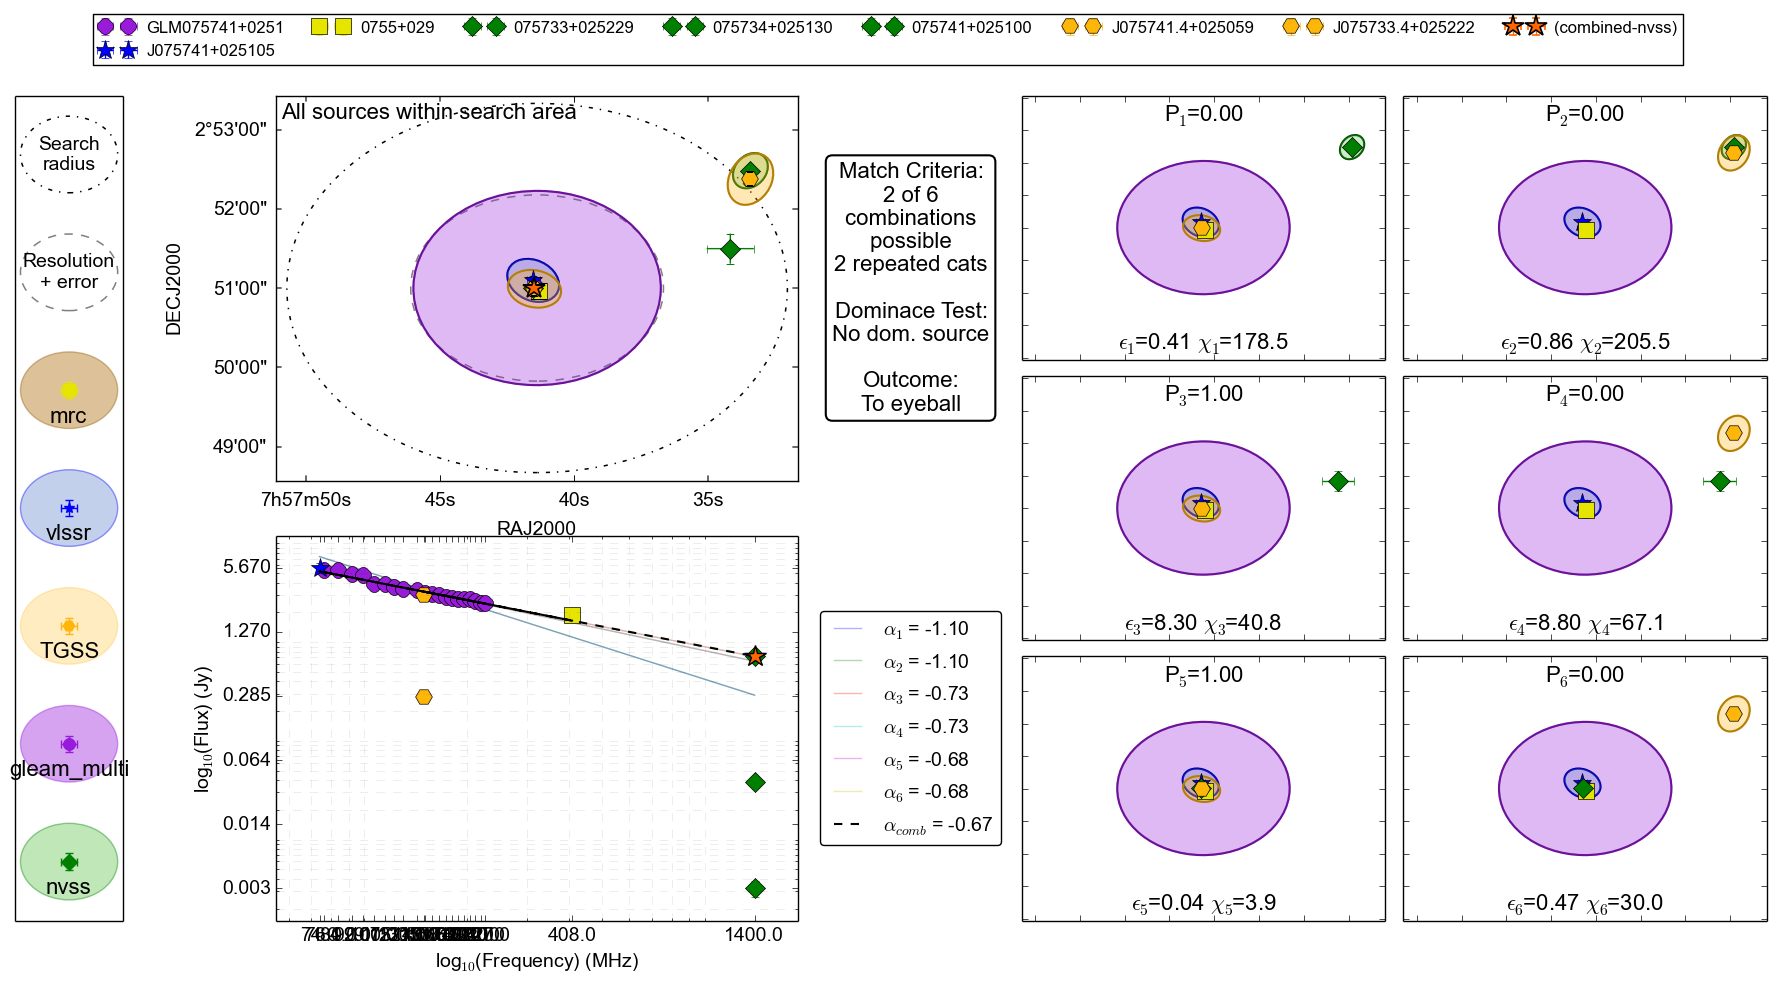 GLM075741+0251 0755+029 075733+025229 075734+025130 075741+025100 J075741.4+025059 J075733.4+025222 (combined-nvss)
J075741+025105
Search
radius
Resolution
+ error
mrc
vlssr
TGSS
gleam_multi
nvss
All sources within search area
2°53'00"
52'00"
51'00"
50'00"
49'00"
DECJ2000
7h57m50s 45s 40s 35s
RAJ2000
5.670
1.270
0.285
0.064
0.014
0.003
log10(Flux) (Jy)
408.0 1400.0
log10(Frequency) (MHz)
Match Criteria:
2 of 6
combinations
possible
2 repeated cats
Dominace Test:
No dom. source
Outcome:
To eyeball
α1 = -1.10
α2 = -1.10
α3 = -0.73
α4 = -0.73
α5 = -0.68
α6 = -0.68
αcomb = -0.67
P1=0.00
ϵ1=0.41 χ1=178.5
P2=0.00
ϵ2=0.86 χ2=205.5
P3=1.00
ϵ3=8.30 χ3=40.8
P4=0.00
ϵ4=8.80 χ4=67.1
P5=1.00
ϵ5=0.04 χ5=3.9
P6=0.00
ϵ6=0.47 χ6=30.0